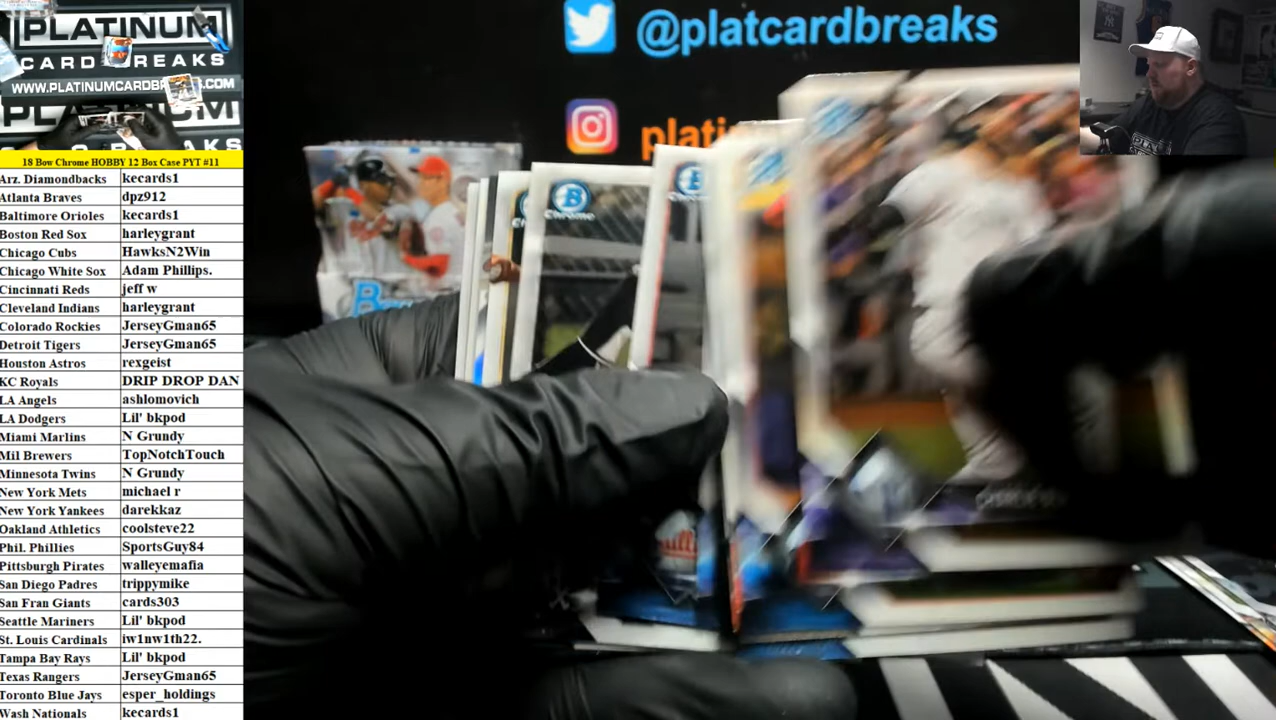 PLATINUM
CARD BREAKS
WWW.PLATINUMCARDBR S.COM
PLATINUM
18 Bow Chrome HOBBY 12 Box Case PYT #11
Arz. Diamondbacks kecards1
Atlanta Braves dpz912
Baltimore Orioles kecards1
Boston Red Sox harleygrant
Chicago Cubs HawksN2Win
Chicago White Sox Adam Phillips.
Cincinnati Reds jeff w
Cleveland Indians harleygrant
Colorado Rockies JerseyGman65
Detroit Tigers JerseyGman65
Houston Astros rexgeist
KC Royals DRIP DROP DAN
LA Angels ashlomovich
LA Dodgers Lil' bkpod
Miami Marlins N Grundy
Mil Brewers TopNotchTouch
Minnesota Twins N Grundy
New York Mets michael r
New York Yankees darekkaz
Oakland Athletics coolsteve22
Phil. Phillies SportsGuy84
Pittsburgh Pirates walleyemafia
San Diego Padres trippymike
San Fran Giants cards303
Seattle Mariners Lil' bkpod
St. Louis Cardinals iw1nw1th22.
Tampa Bay Rays Lil' bkpod
Texas Rangers JerseyGman65
Toronto Blue Jays esper_holdings
Wash Nationals kecards1
@platcardbreaks
plati
B
Chrome